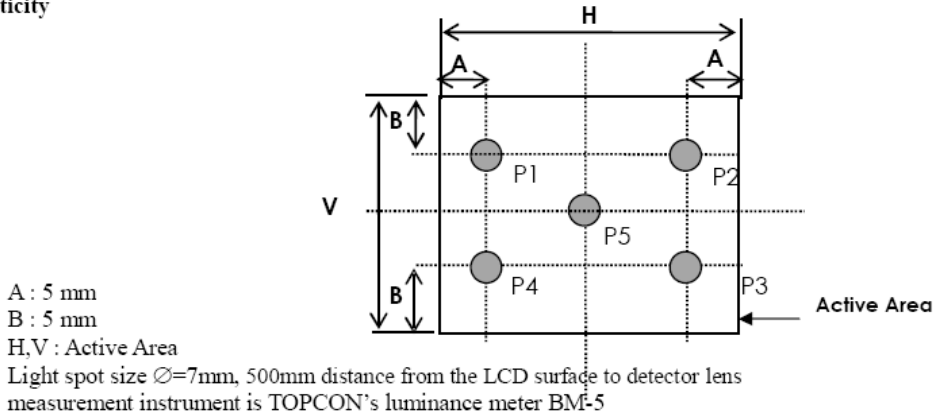 ticity
H
A
A
B
P1
P2
V
P5
B
P4
P3
A : 5 mm
B : 5 mm
Active Area
H,V : Active Area
Light spot size ∅=7mm, 500mm distance from the LCD surface to detector lens
measurement instrument is TOPCON's luminance meter BM-5